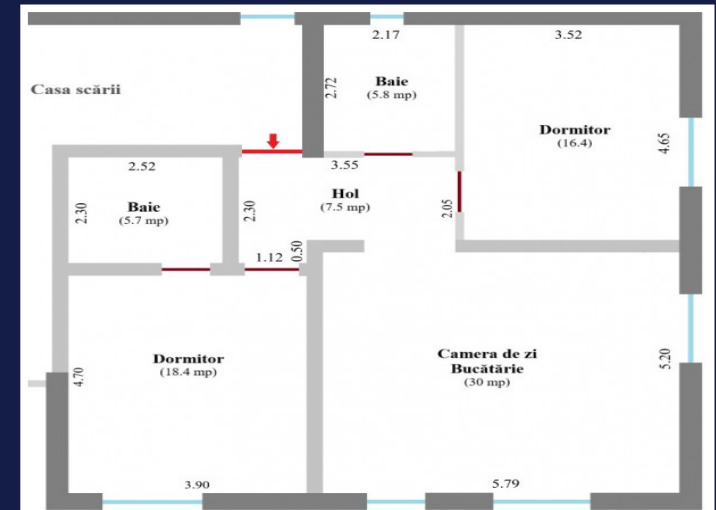 2.17
3.52
Casa scării
2.72
Baie
(5.8 mp)
Dormitor
(16.4)
4.65
2.52
3.55
2.30
Baie
(5.7 mp)
2.30
Hol
(7.5 mp)
2.05
1.12
0.50
Dormitor
(18.4 mp)
4.70
Camera de zi
Bucătărie
(30 mp)
5.20
3.90
5.79